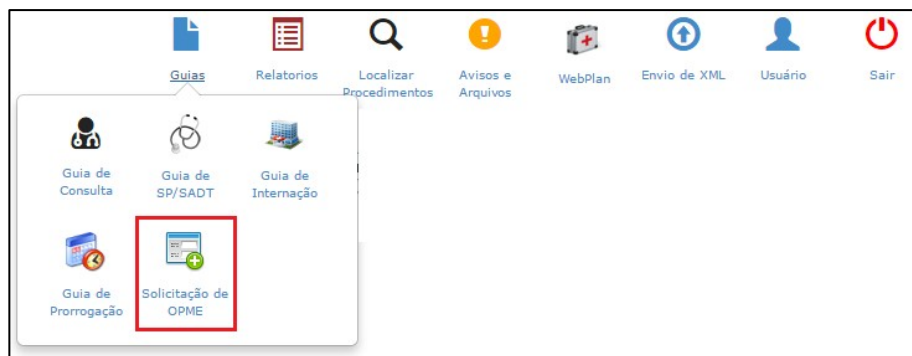 Guias
Relatorios
Localizar
Procedimentos
Avisos e
Arquivos
WebPlan
Envio de XML
Usuário
Sair
Guia de
Consulta
Guia de
SP/SADT
Guia de
Internação
Guia de
Prorrogação
Solicitação de
OPME